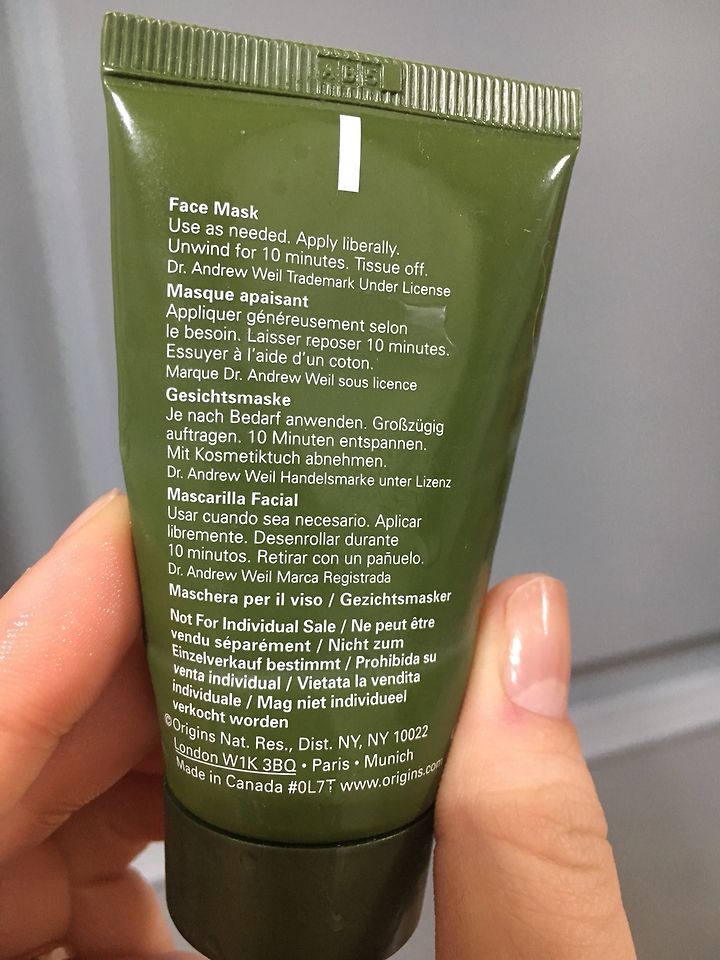 AB5
Face Mask
Use as needed. Apply liberally.
Unwind for 10 minutes. Tissue off.
Dr. Andrew Weil Trademark Under License
Masque apaisant
Appliquer généreusement selon
le besoin. Laisser reposer 10 minutes.
Essuyer à l'aide d'un coton.
Marque Dr. Andrew Weil sous licence
Gesichtsmaske
Je nach Bedarf anwenden. Großzügig
auftragen. 10 Minuten entspannen.
Mit Kosmetiktuch abnehmen.
Dr. Andrew Weil Handelsmarke unter Lizenz
Mascarilla Facial
Usar cuando sea necesario. Aplicar
libremente. Desenrollar durante
10 minutos. Retirar con un pañuelo.
Dr. Andrew Weil Marca Registrada
Maschera per il viso / Gezichtsmasker
Not For Individual Sale / Ne peut être
vendu séparément / Nicht zum
Einzelverkauf bestimmt / Prohibida su
venta individual / Vietata la vendita
individuale / Mag niet individueel
verkocht worden
©Origins Nat. Res., Dist. NY, NY 10022
London W1K 3BQ • Paris • Munich
Made in Canada #0L7T www.origins.com